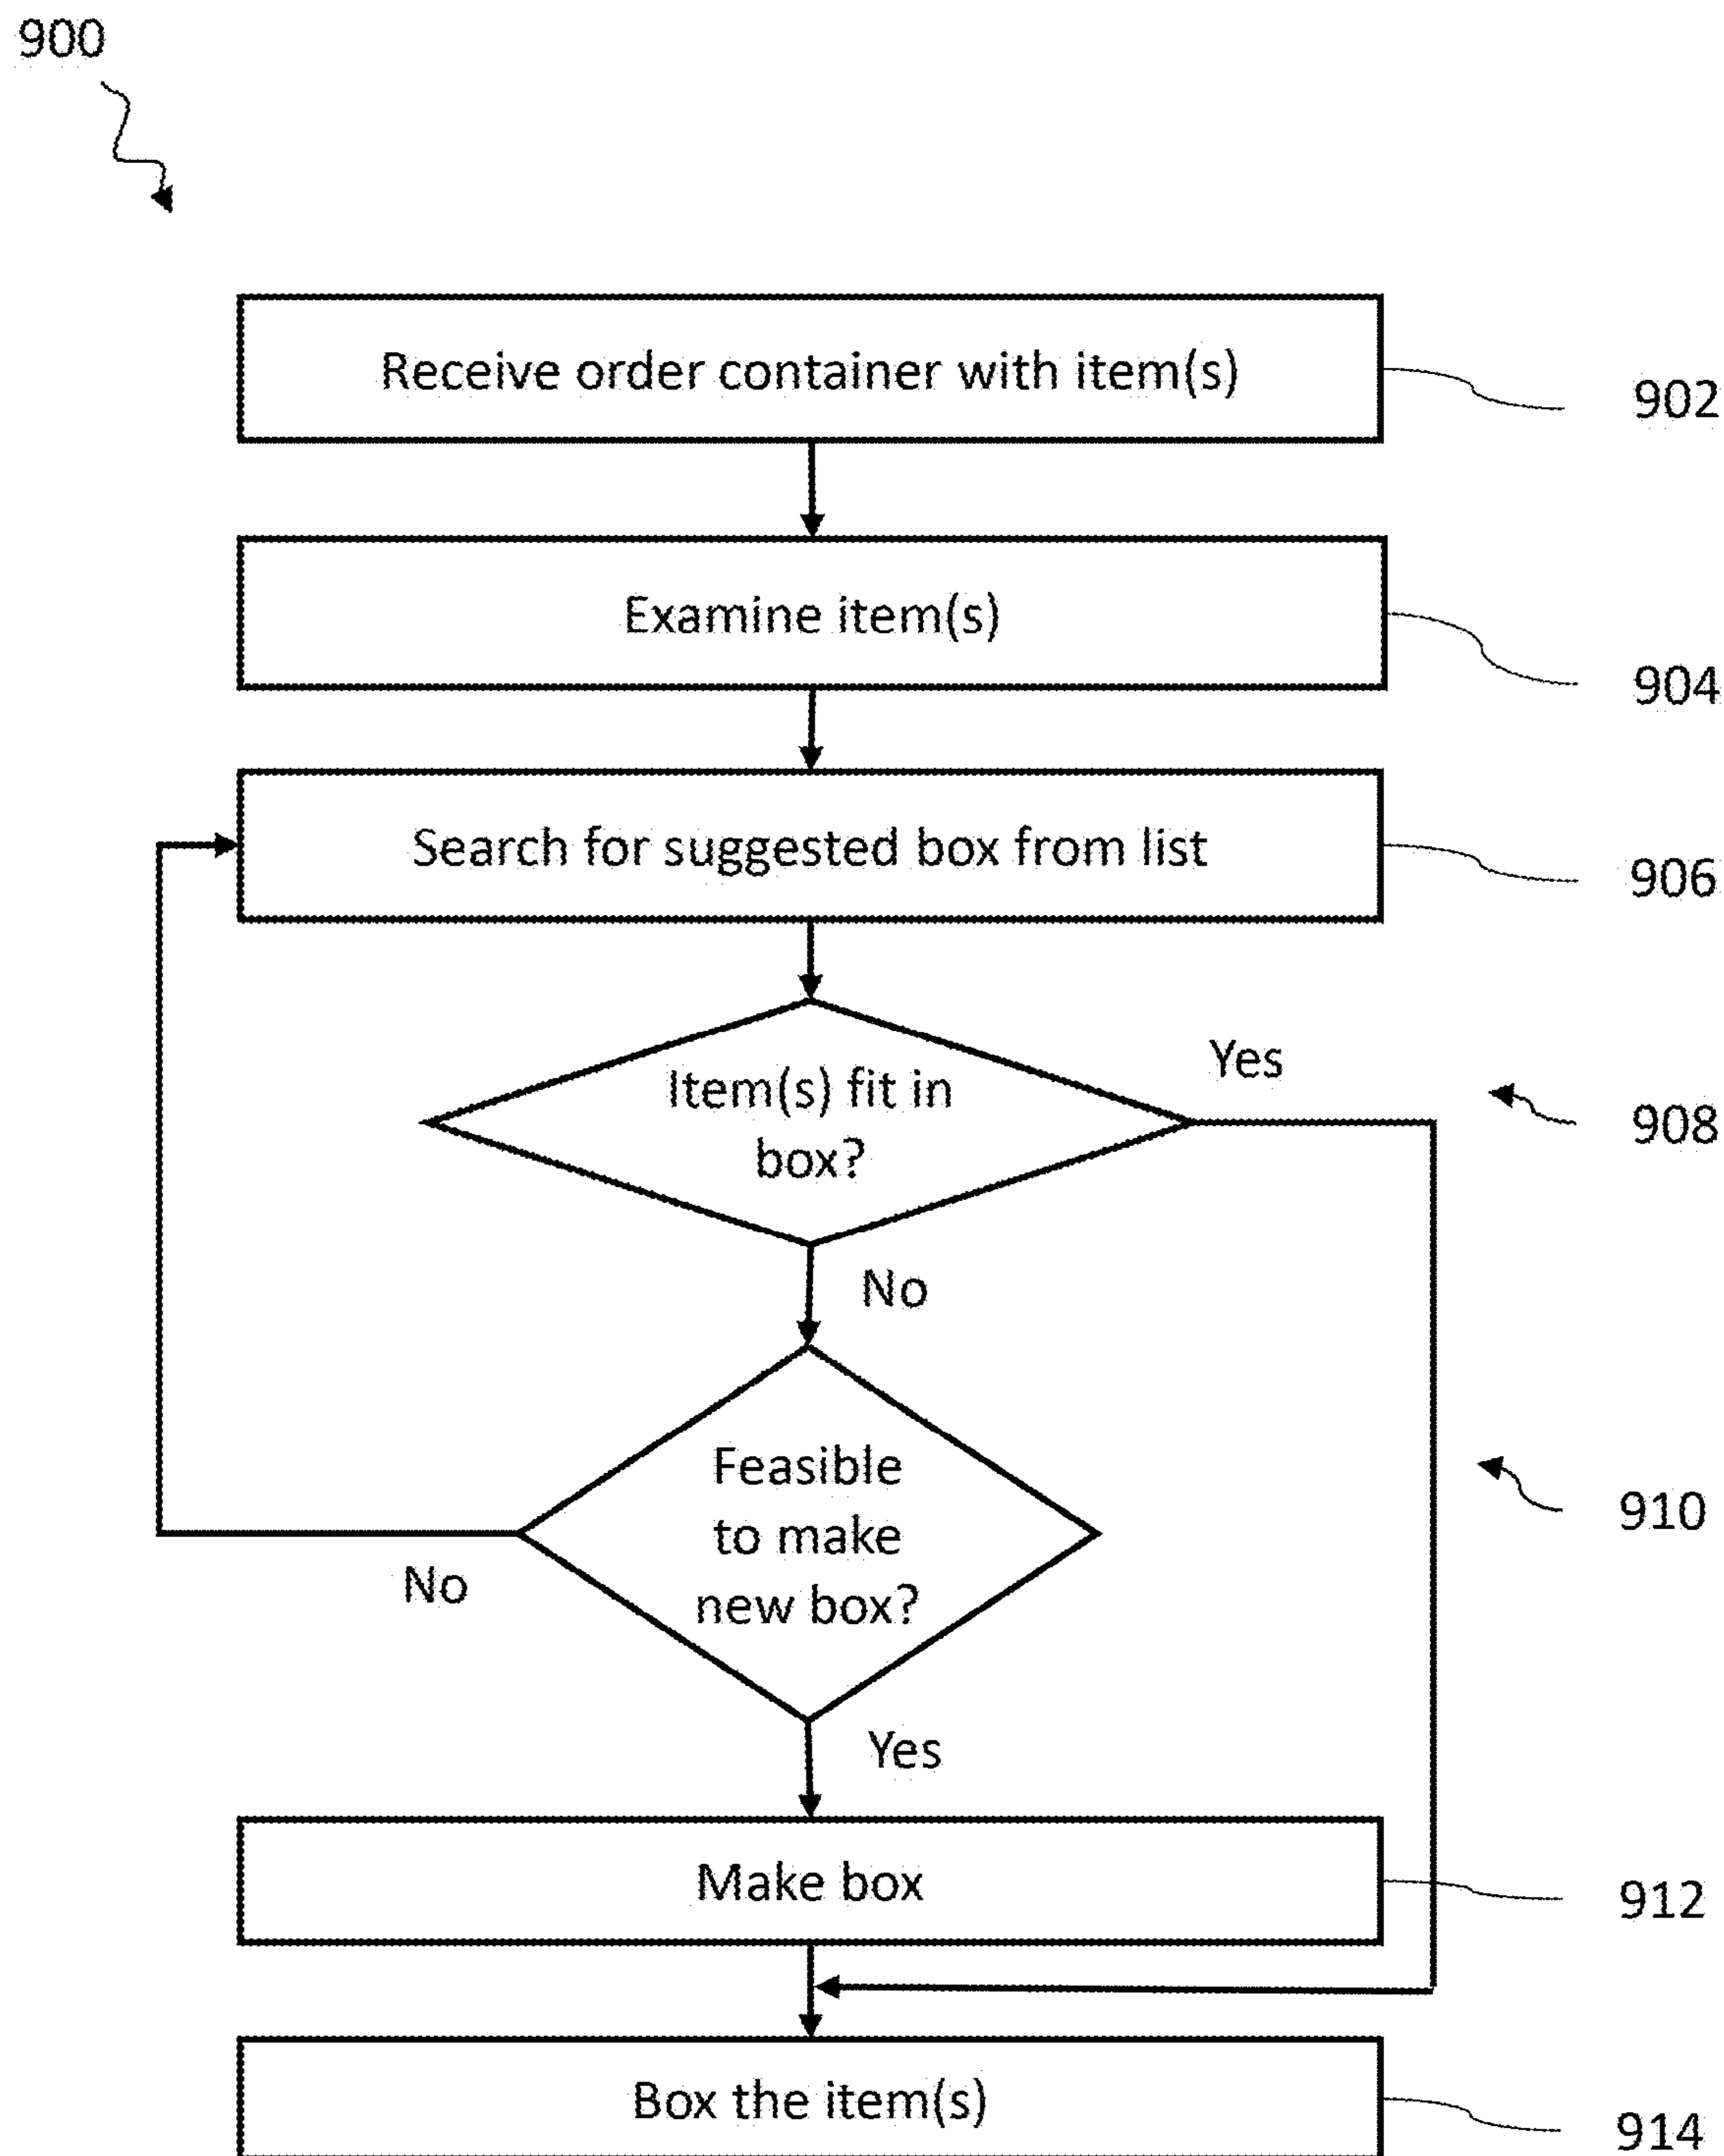 900
Receive order container with item(s)
902
Examine item(s)
904
Search for suggested box from list
906
Item(s) fit in
box?
Yes
908
No
Feasible
to make
new box?
910
No
Yes
Make box
912
Box the item(s)
914